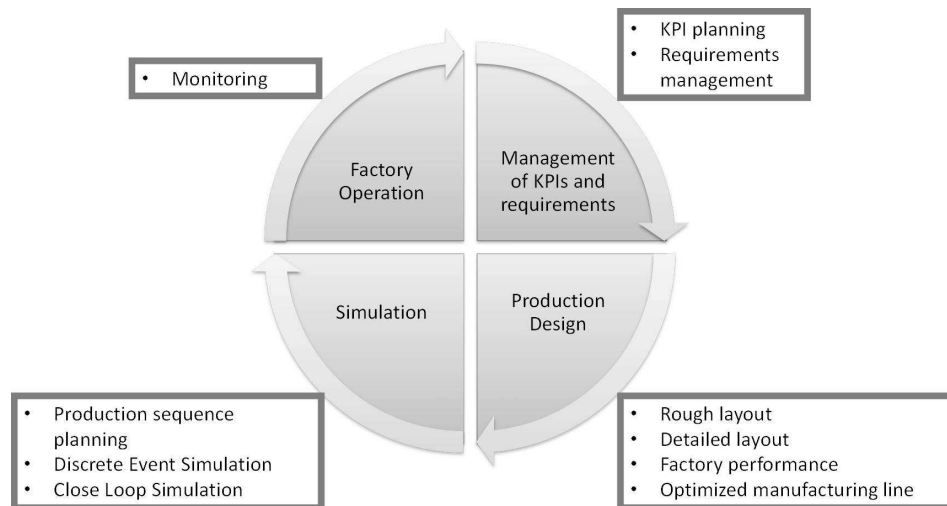 • Monitoring
• KPI planning
• Requirements
management
Factory
Operation
Management
of KPIs and
requirements
Simulation
Production
Design
• Production sequence
planning
• Discrete Event Simulation
• Close Loop Simulation
• Rough layout
• Detailed layout
• Factory performance
• Optimized manufacturing line